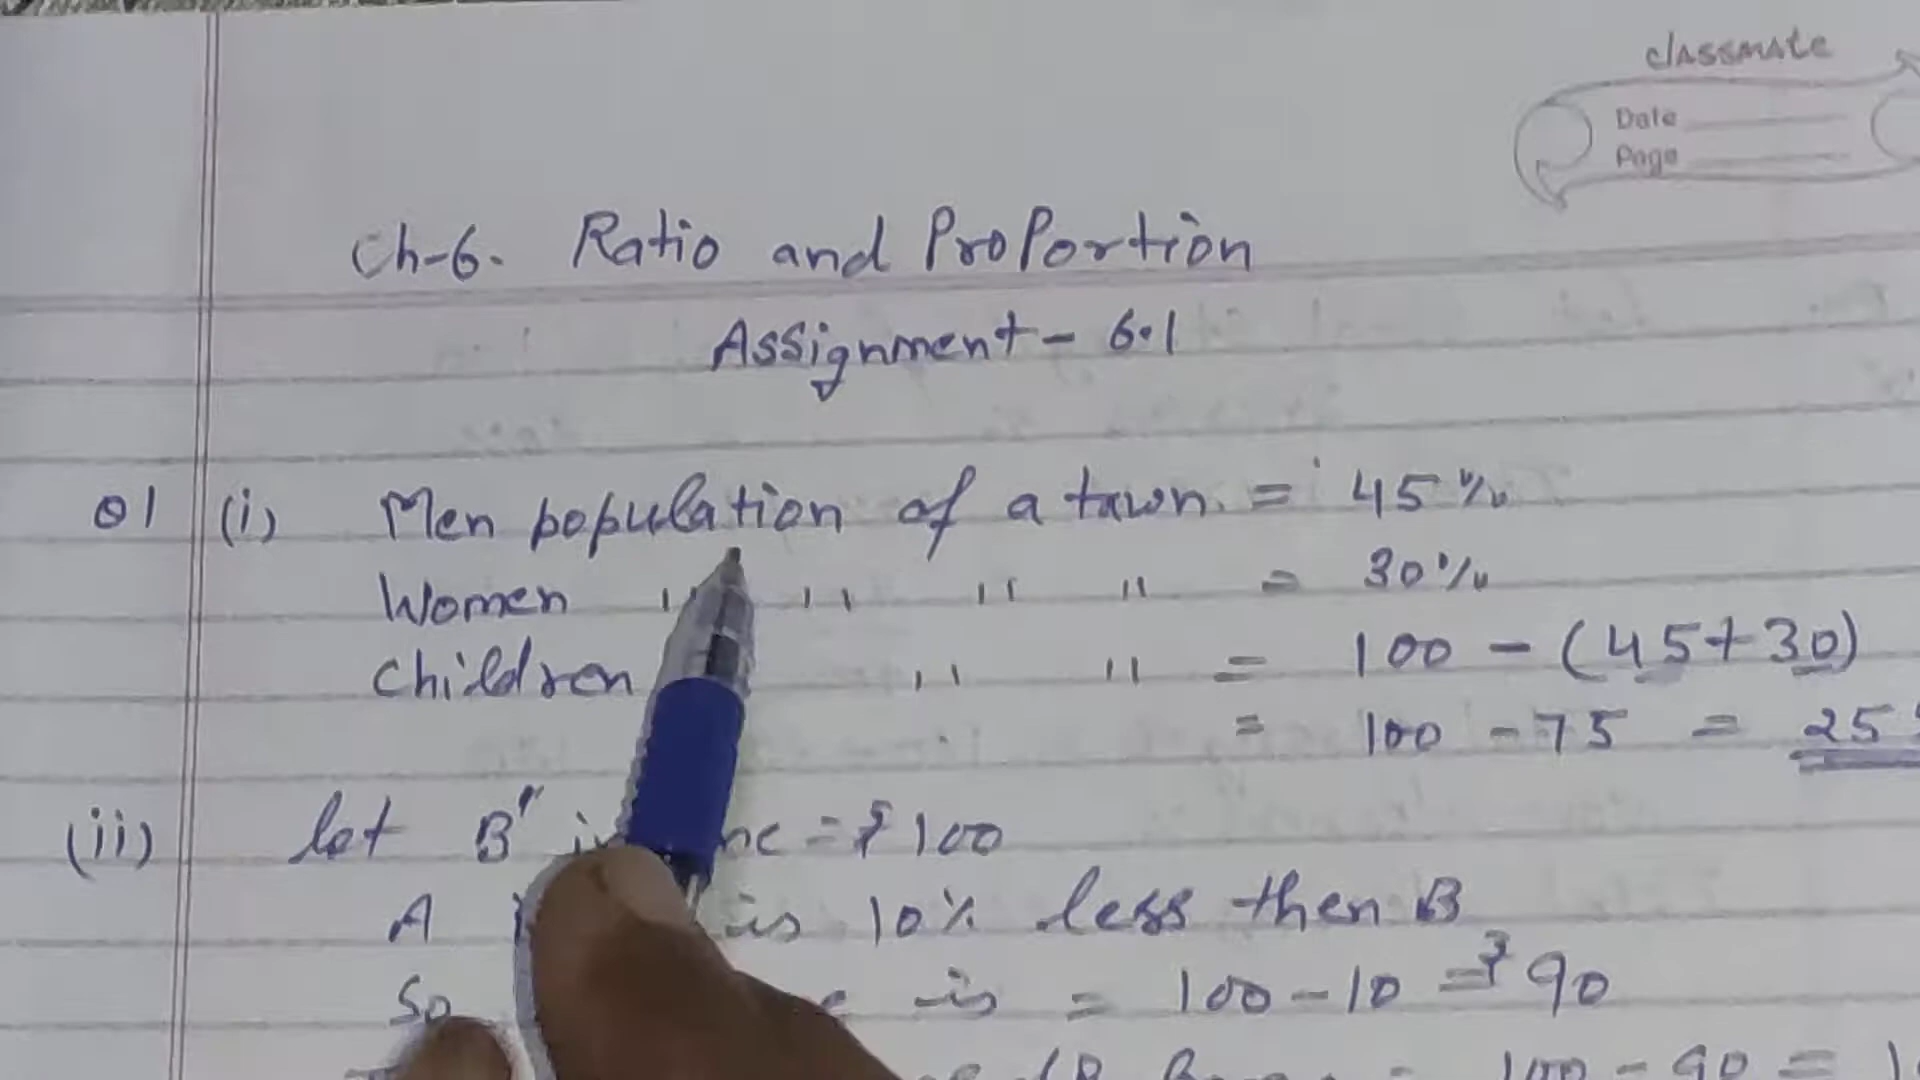 classmate
Date
Page
Ch-6. Ratio and Proportion
Assignment - 6.1
Q1 (i) Men population of a town. = 45%
Women " " " " = 30%
Children " " = 100 - (45+30)
= 100 - 75 = 25
(ii) let B" = ₹100
A is 10% less then B
So is = 100 - 10 = ₹90
100 - 90 =